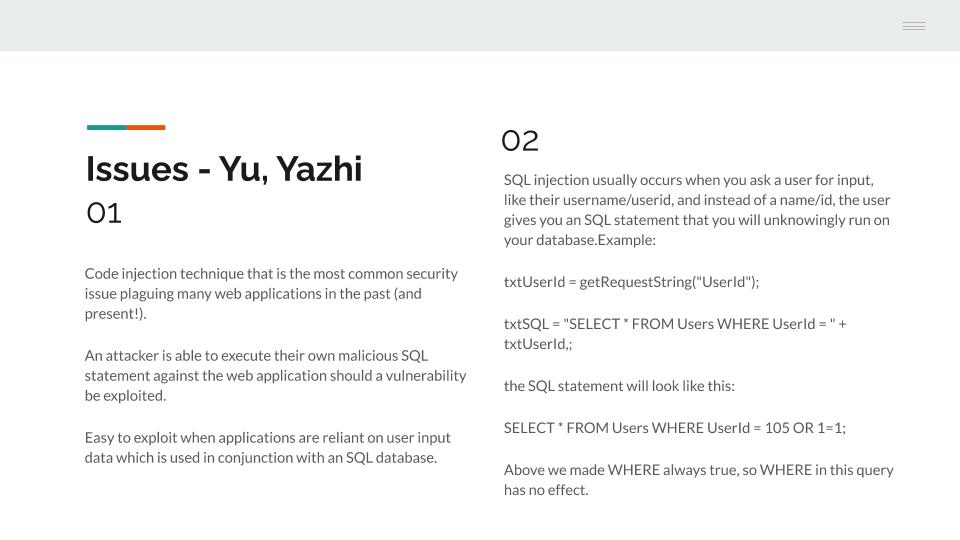 Issues - Yu, Yazhi
01
Code injection technique that is the most common security
issue plaguing many web applications in the past (and
present!).
An attacker is able to execute their own malicious SQL
statement against the web application should a vulnerability
be exploited.
Easy to exploit when applications are reliant on user input
data which is used in conjunction with an SQL database.
02
SQL injection usually occurs when you ask a user for input,
like their username/userid, and instead of a name/id, the user
gives you an SQL statement that you will unknowingly run on
your database.Example:
txtUserId = getRequestString("UserId");
txtSQL = "SELECT * FROM Users WHERE UserId = " +
txtUserId,;
the SQL statement will look like this:
SELECT * FROM Users WHERE UserId = 105 OR 1=1;
Above we made WHERE always true, so WHERE in this query
has no effect.